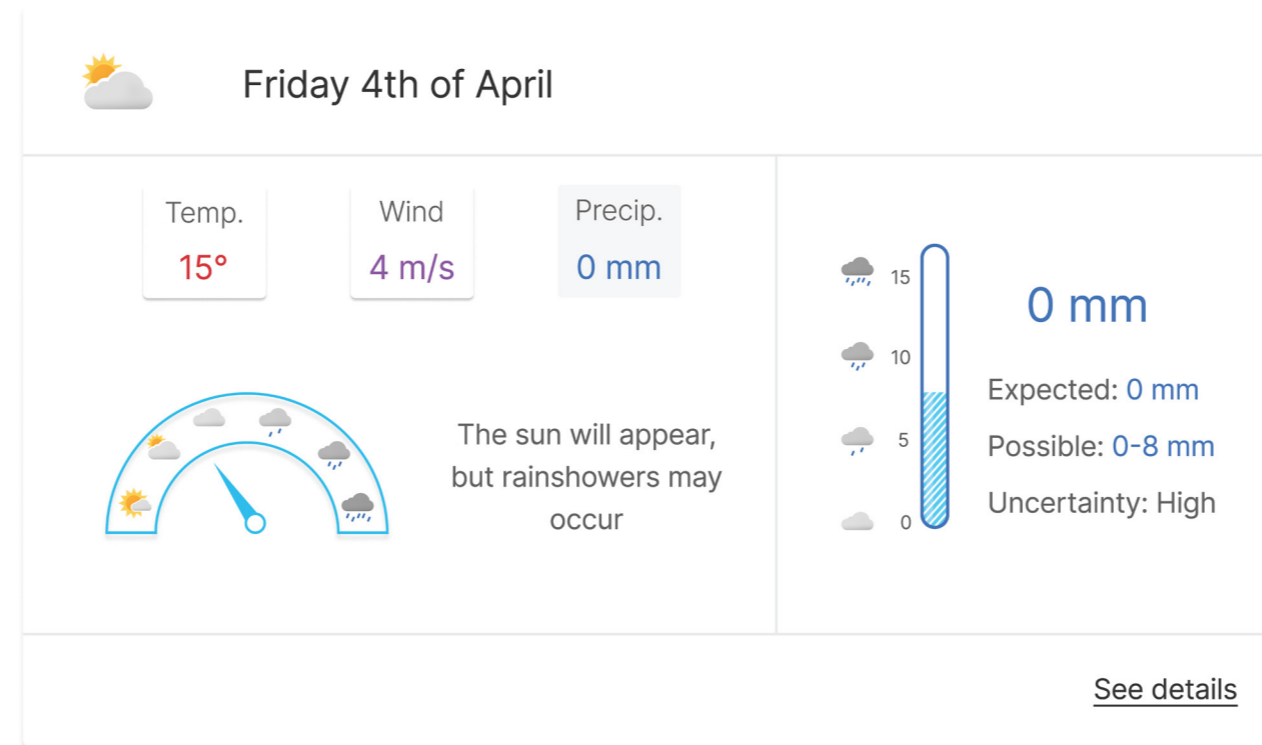 Friday 4th of April
Temp.
15°
Wind
4 m/s
Precip.
0 mm
The sun will appear,
but rainshowers may
occur
15
10
5
0
0 mm
Expected: 0 mm
Possible: 0-8 mm
Uncertainty: High
See details